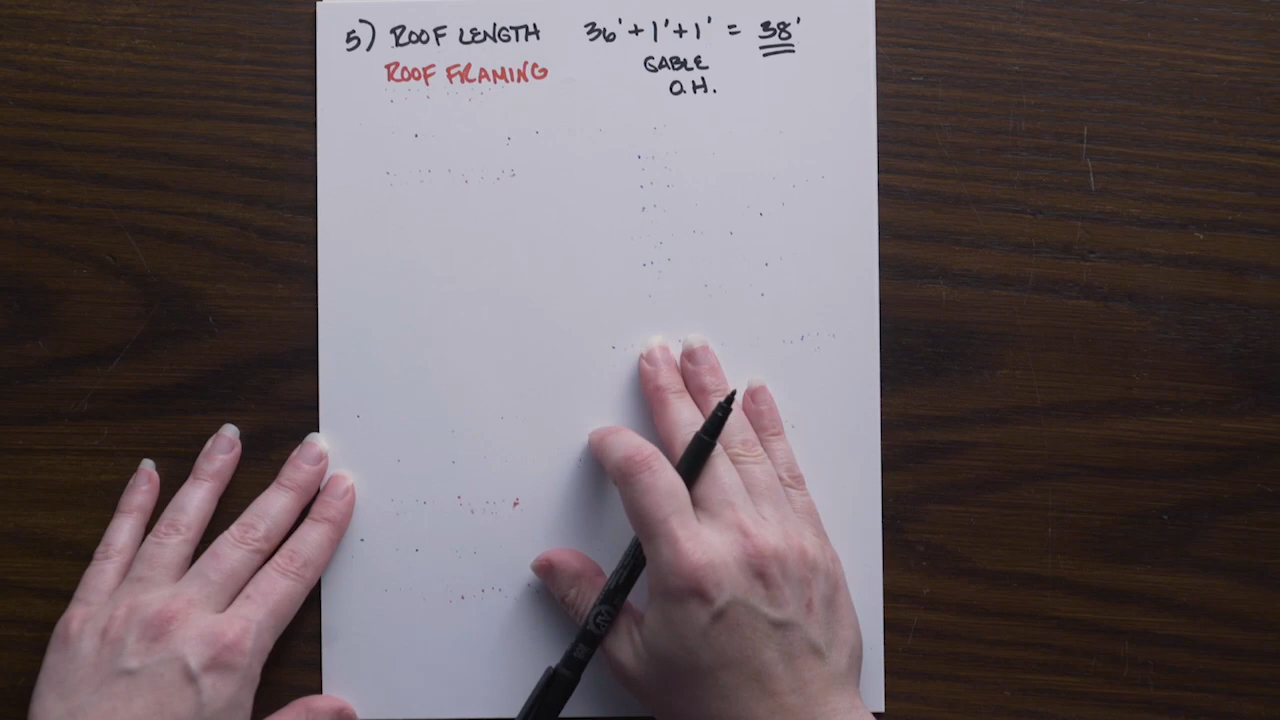 5) ROOF LENGTH 36'+1'+1' = 38'
ROOF FRAMING GABLE
O.H.